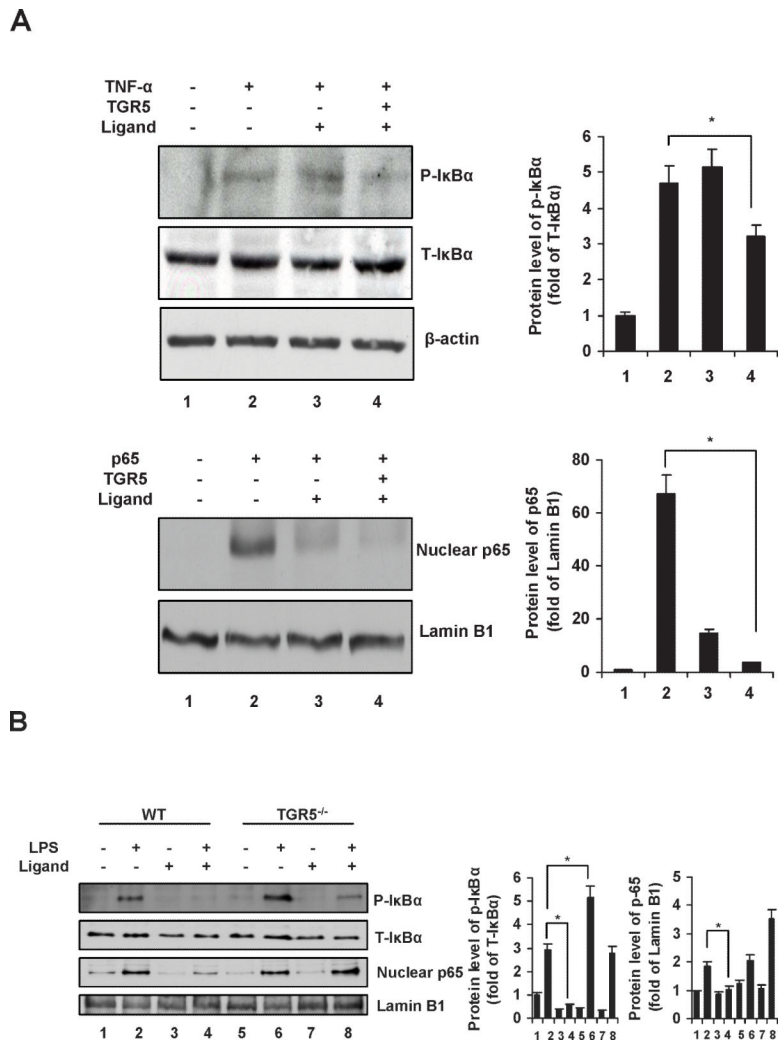 A
TNF-α - + + +
TGR5 - - - +
Ligand - - + +
P-IκBα
T-IκBα
β-actin
1 2 3 4
Protein level of p-IκBα
(fold of T-IκBα)
6
5
4
3
2
1
0
*
1 2 3 4
p65 - + + +
TGR5 - - - +
Ligand - - + +
Nuclear p65
Lamin B1
1 2 3 4
Protein level of p65
(fold of Lamin B1)
80
60
40
20
0
*
1 2 3 4
B
WT TGR5-/-
LPS - + - + - + - +
Ligand - - + + - - + +
P-IκBα
T-IκBα
Nuclear p65
Lamin B1
1 2 3 4 5 6 7 8
Protein level of p-IκBα
(fold of T-IκBα)
6
5
4
3
2
1
0
*
*
1 2 3 4 5 6 7 8
Protein level of p-65
(fold of Lamin B1)
5
4
3
2
1
0
*
1 2 3 4 5 6 7 8